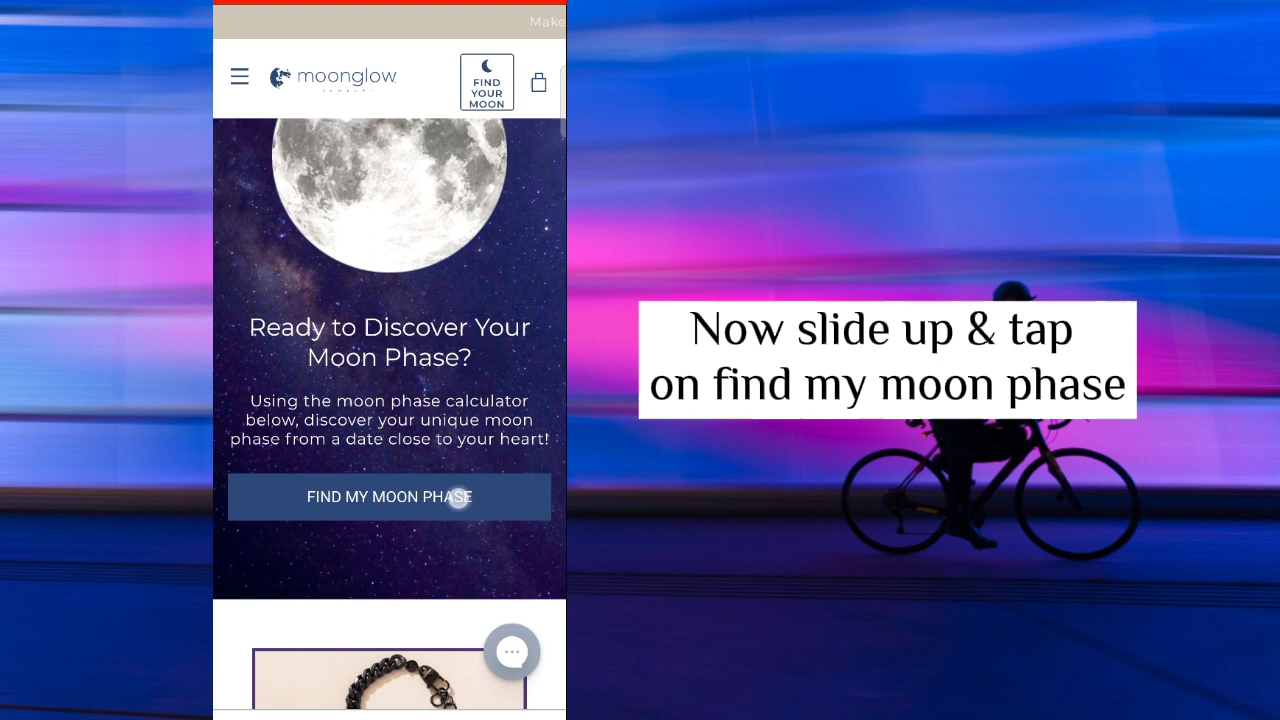 Make
moonglow
FIND
YOUR
MOON
Ready to Discover Your
Moon Phase?
Using the moon phase calculator
below, discover your unique moon
phase from a date close to your heart!
FIND MY MOON PHASE
Now slide up & tap
on find my moon phase